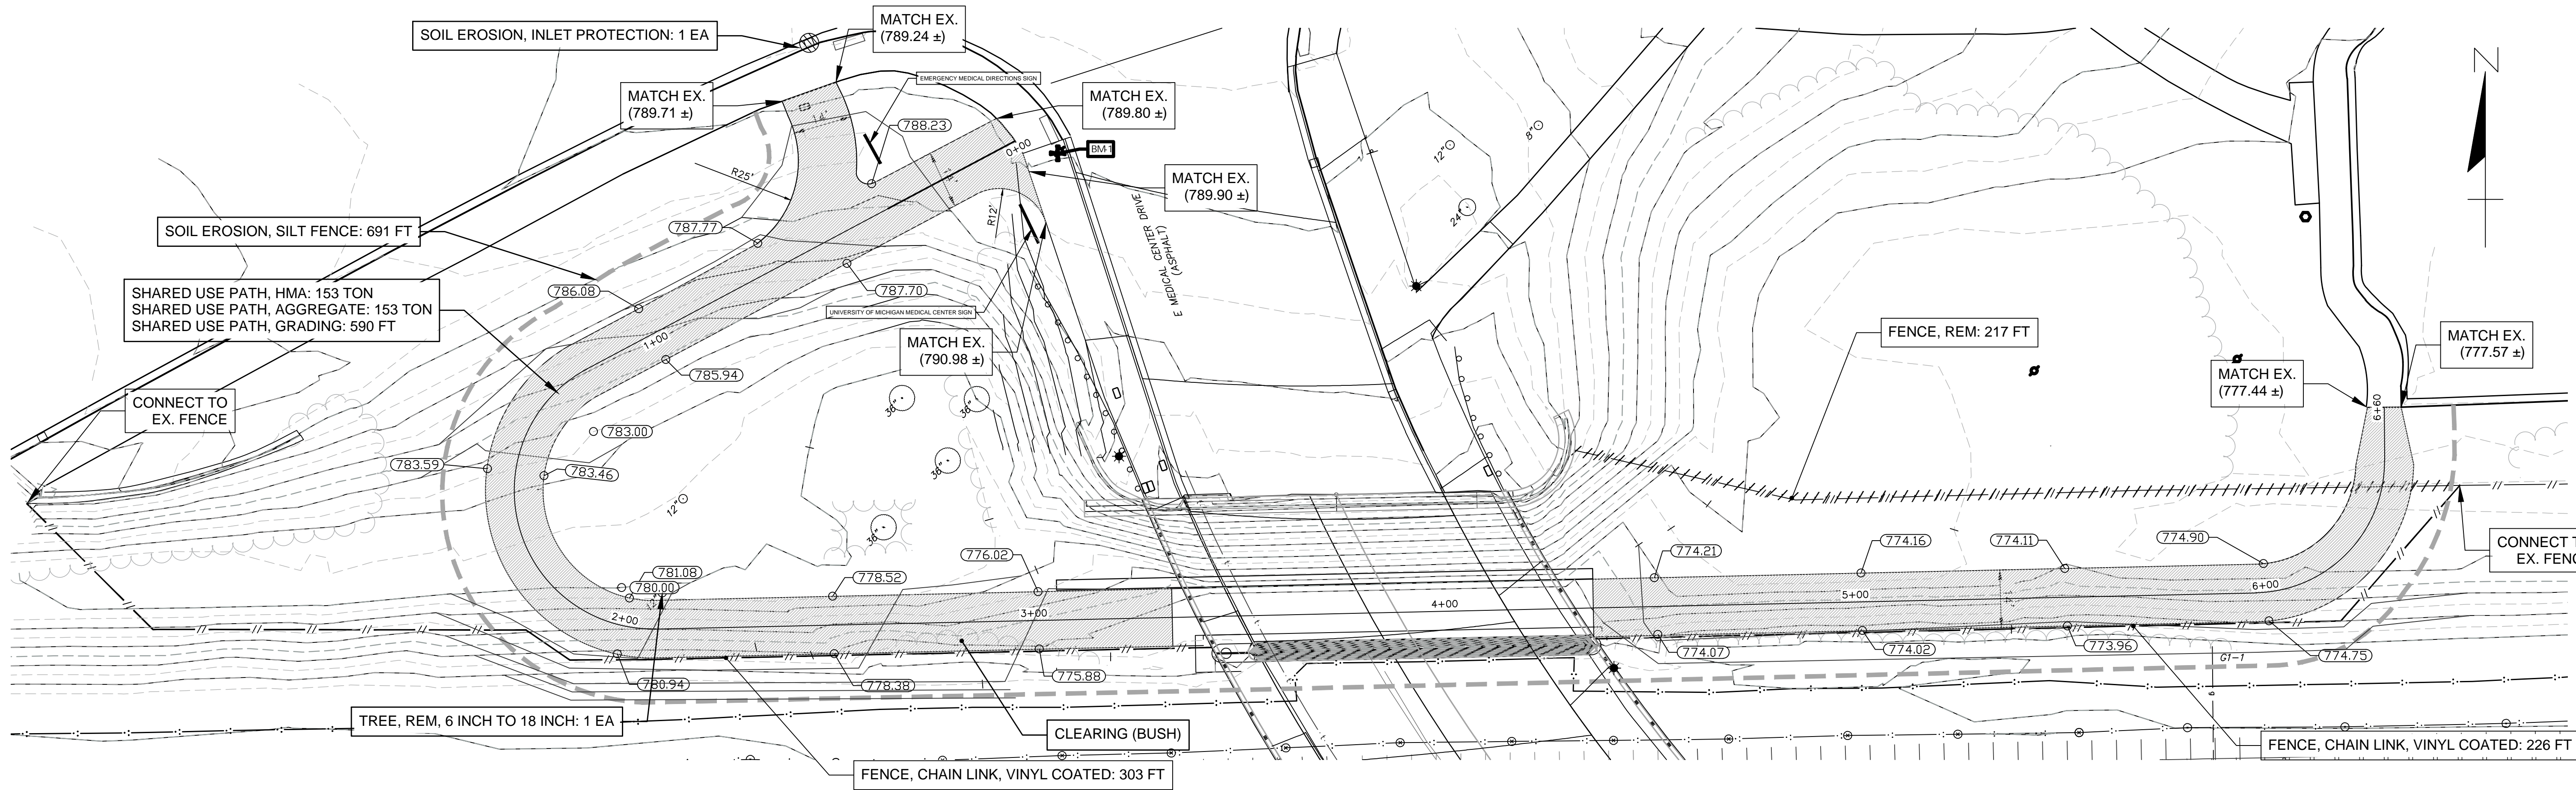 SOIL EROSION, INLET PROTECTION: 1 EA
MATCH EX.
(789.24 ±)
EMERGENCY MEDICAL DIRECTIONS SIGN
MATCH EX.
(789.71 ±)
MATCH EX.
(789.80 ±)
N
14'
788.23
0+00
BM-1
8"
12"
R25'
14'
MATCH EX.
(789.90 ±)
24"
R12'
SOIL EROSION, SILT FENCE: 691 FT
787.77
E MEDICAL CENTER DRIVE
(ASPHALT)
SHARED USE PATH, HMA: 153 TON
SHARED USE PATH, AGGREGATE: 153 TON
SHARED USE PATH, GRADING: 590 FT
786.08
787.70
UNIVERSITY OF MICHIGAN MEDICAL CENTER SIGN
FENCE, REM: 217 FT
1+00
MATCH EX.
(790.98 ±)
MATCH EX.
(777.57 ±)
785.94
MATCH EX.
(777.44 ±)
CONNECT TO
EX. FENCE
36"
36"
6+60
783.00
783.59
783.46
36"
12"
36"
776.02
774.21
774.16
774.11
774.90
CONNECT T
EX. FENC
781.08
780.00
778.52
12"
2+00
3+00
4+00
5+00
6+00
14'
774.07
774.02
773.96
774.75
G1-1
780.94
778.38
775.88
TREE, REM, 6 INCH TO 18 INCH: 1 EA
CLEARING (BUSH)
FENCE, CHAIN LINK, VINYL COATED: 226 FT
FENCE, CHAIN LINK, VINYL COATED: 303 FT